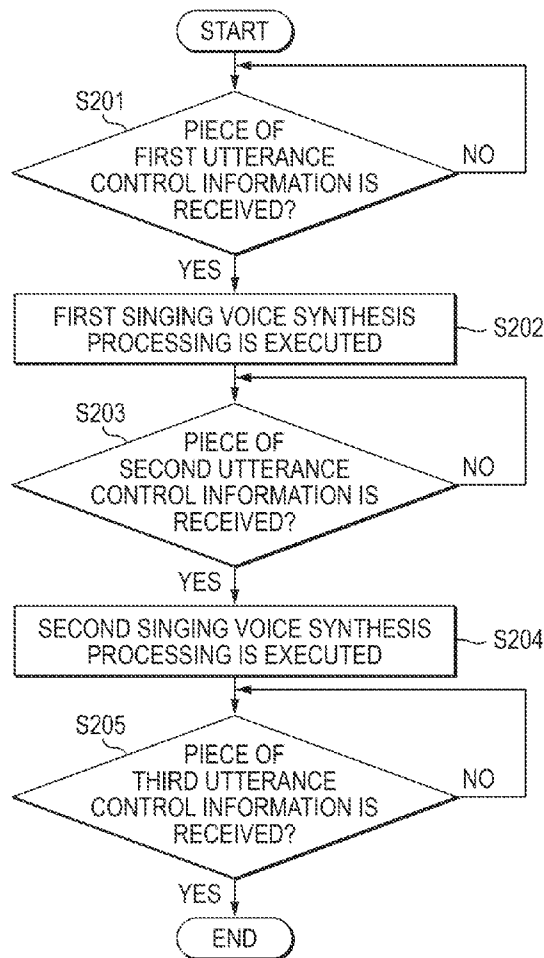 START
S201
PIECE OF
FIRST UTTERANCE
CONTROL INFORMATION IS
RECEIVED?
NO
YES
FIRST SINGING VOICE SYNTHESIS
PROCESSING IS EXECUTED
S202
S203
PIECE OF
SECOND UTTERANCE
CONTROL INFORMATION IS
RECEIVED?
NO
YES
SECOND SINGING VOICE SYNTHESIS
PROCESSING IS EXECUTED
S204
S205
PIECE OF
THIRD UTTERANCE
CONTROL INFORMATION IS
RECEIVED?
NO
YES
END